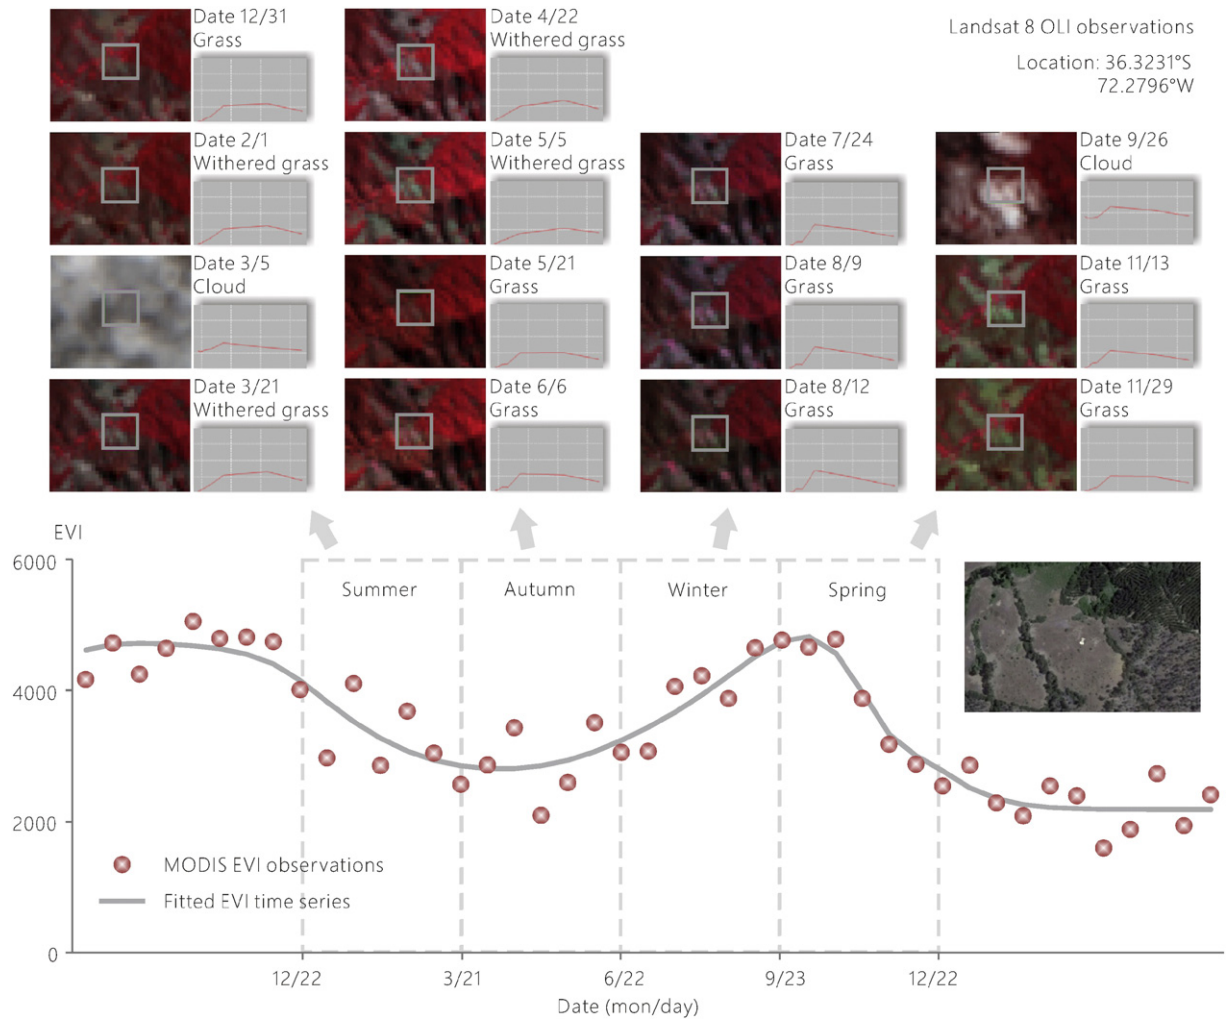 Date 12/31
Grass
Date 4/22
Withered grass
Landsat 8 OLI observations
Location: 36.3231°S
72.2796°W
Date 2/1
Withered grass
Date 5/5
Withered grass
Date 7/24
Grass
Date 9/26
Cloud
Date 3/5
Cloud
Date 5/21
Grass
Date 8/9
Grass
Date 11/13
Grass
Date 3/21
Withered grass
Date 6/6
Grass
Date 8/12
Grass
Date 11/29
Grass
EVI
6000
Summer
Autumn
Winter
Spring
4000
2000
MODIS EVI observations
Fitted EVI time series
0
12/22
3/21
6/22
9/23
12/22
Date (mon/day)